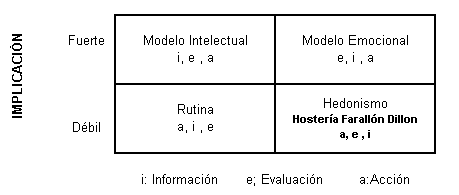 IMPLICACIÓN
Fuerte
Modelo Intelectual
i, e , a
Modelo Emocional
e, i , a
Débil
Rutina
a, i , e
Hedonismo
Hostería Farallón Dillon
a, e , i
i: Información e; Evaluación a:Acción